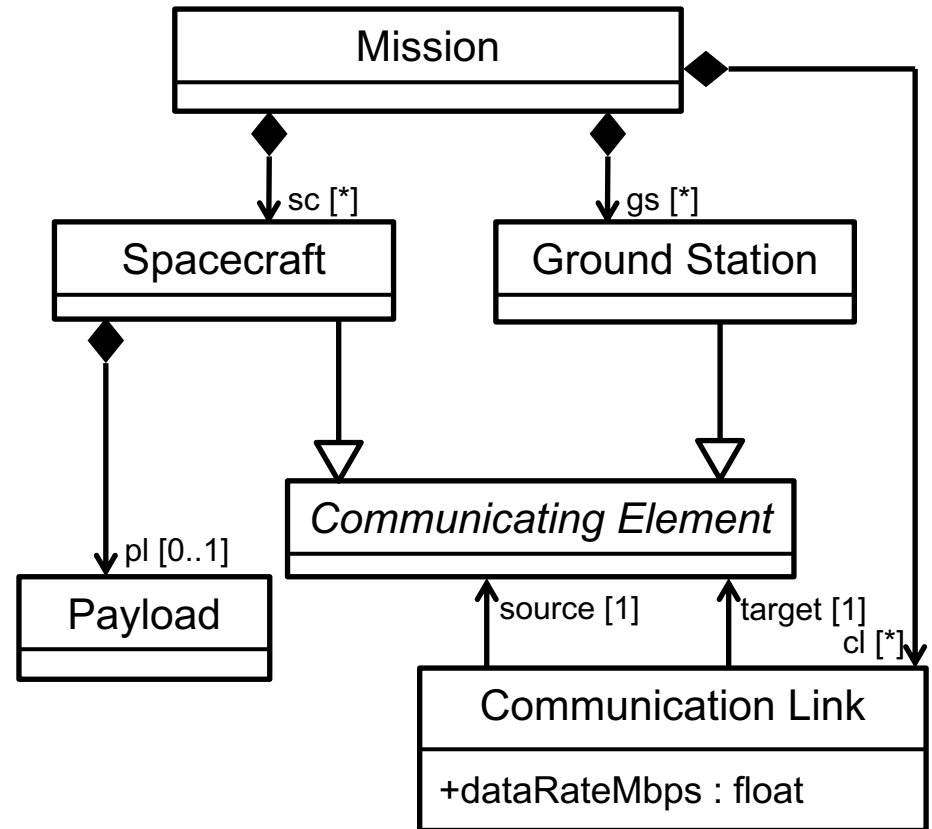 Mission
sc [*]
gs [*]
Spacecraft
Ground Station
Communicating Element
pl [0..1]
Payload
source [1]
target [1]
cl [*]
Communication Link
+dataRateMbps : float